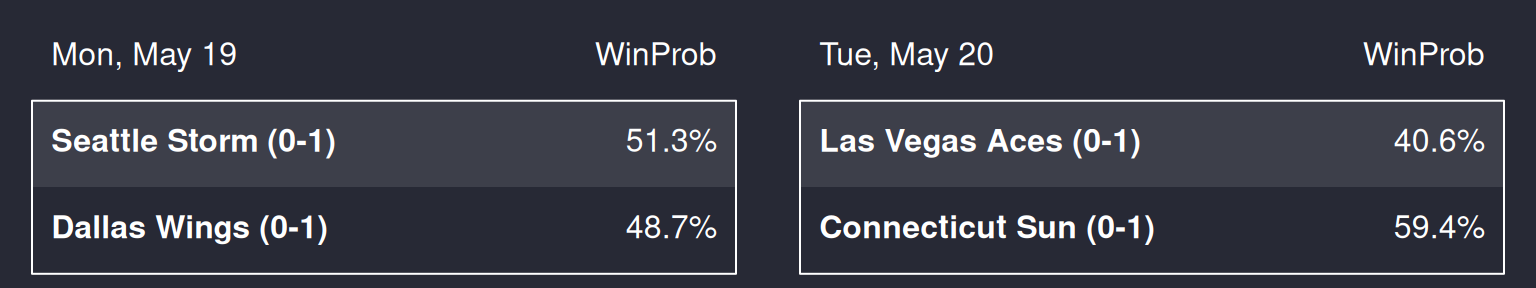 Mon, May 19 WinProb
Seattle Storm (0-1) 51.3%
Dallas Wings (0-1) 48.7%
Tue, May 20 WinProb
Las Vegas Aces (0-1) 40.6%
Connecticut Sun (0-1) 59.4%